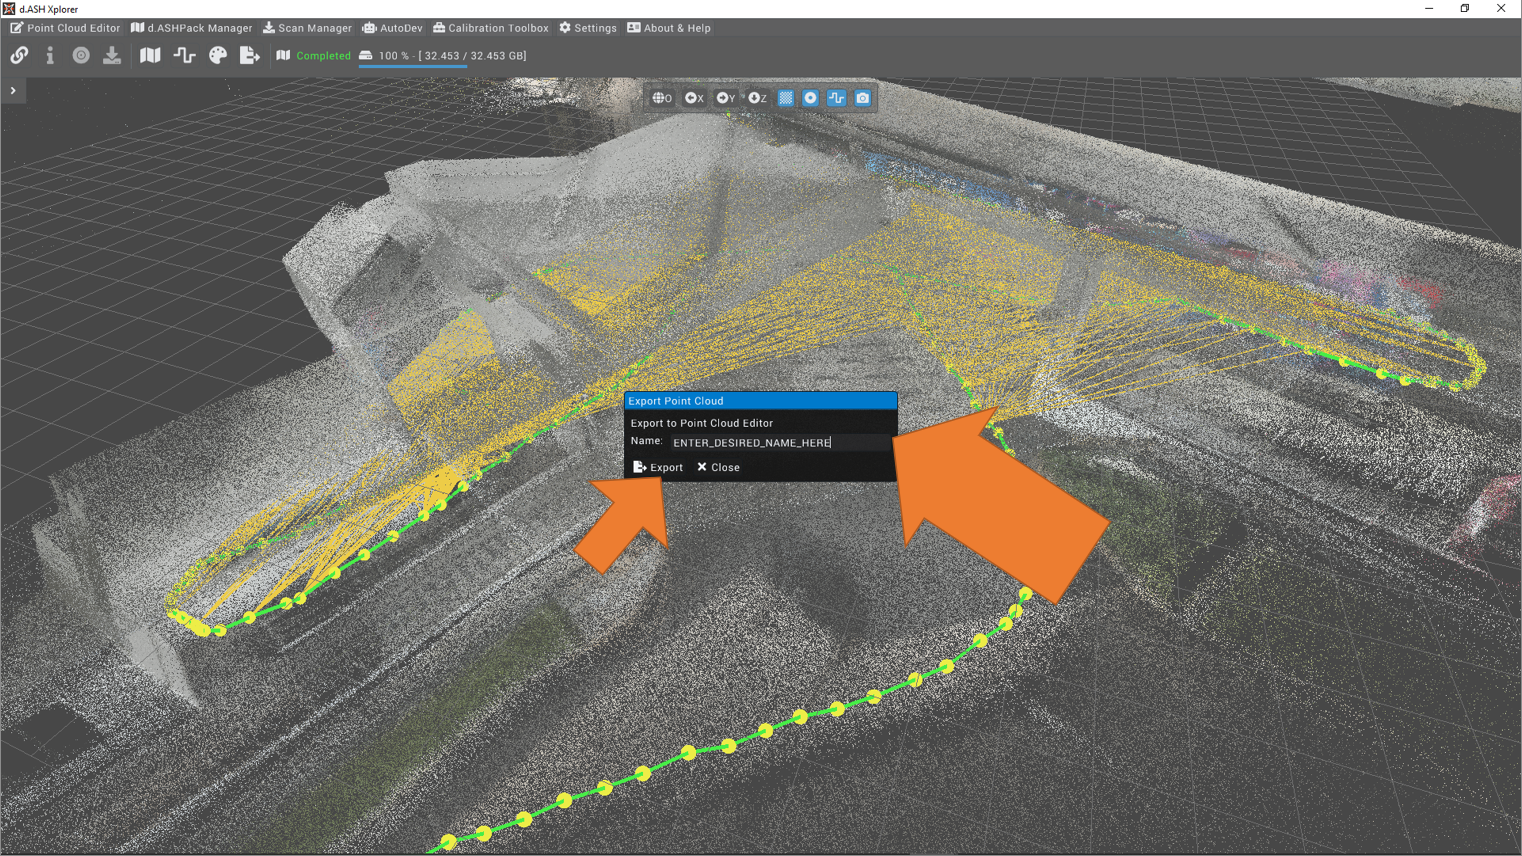 d.ASH Xplorer
Point Cloud Editor d.ASHPack Manager Scan Manager AutoDev Calibration Toolbox Settings About & Help
Completed 100 % - [ 32.453 / 32.453 GB]
O X Y Z
Export Point Cloud
Export to Point Cloud Editor
Name: ENTER_DESIRED_NAME_HERE
Export Close